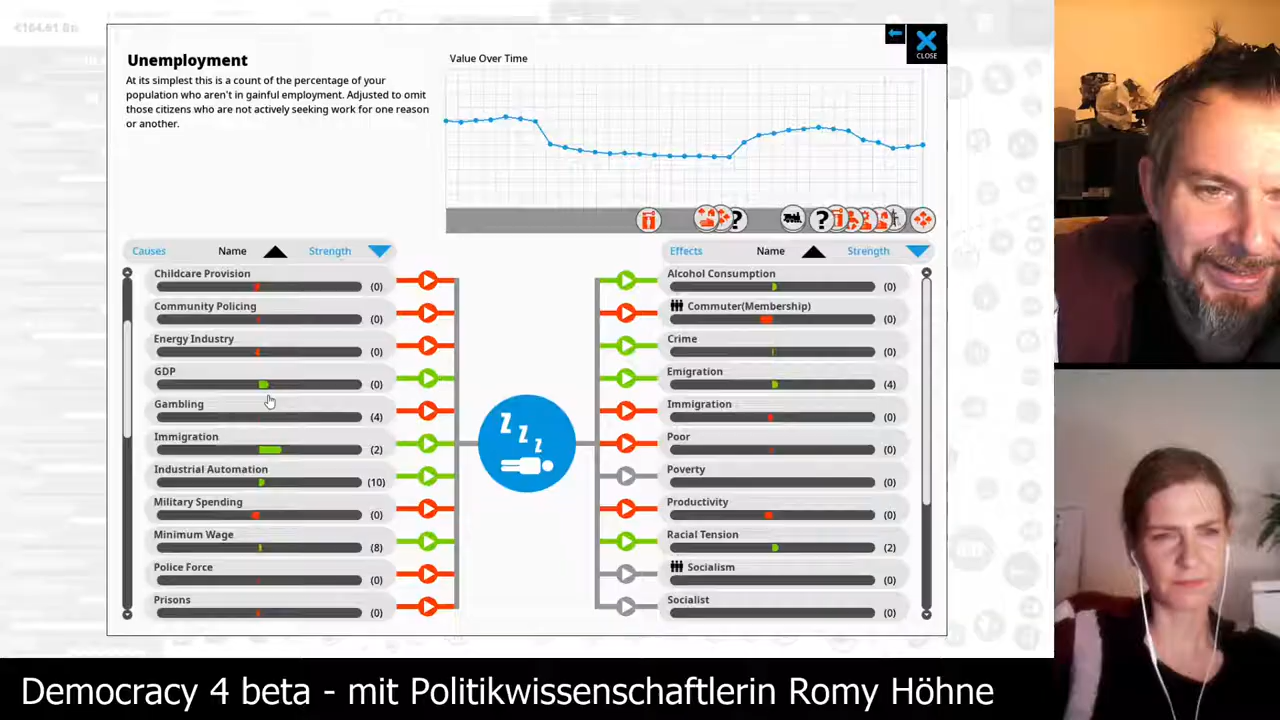 €164.61 Bn
Unemployment
At its simplest this is a count of the percentage of your
population who aren't in gainful employment. Adjusted to omit
those citizens who are not actively seeking work for one reason
or another.
Value Over Time
CLOSE
Causes Name Strength
Childcare Provision
(0)
Community Policing
(0)
Energy Industry
(0)
GDP
(0)
Gambling
(4)
Immigration
(2)
Industrial Automation
(10)
Military Spending
(0)
Minimum Wage
(8)
Police Force
(0)
Prisons
(0)
Z
Z
Z
Effects Name Strength
Alcohol Consumption
(0)
Commuter(Membership)
(0)
Crime
(0)
Emigration
(4)
Immigration
(0)
Poor
(0)
Poverty
(0)
Productivity
(0)
Racial Tension
(2)
Socialism
(0)
Socialist
(0)
Democracy 4 beta - mit Politikwissenschaftlerin Romy Höhne